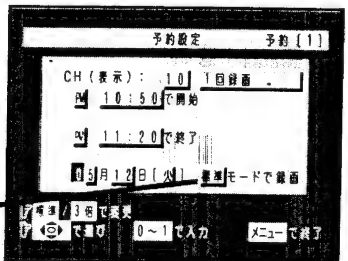 予約設定 予約[1]
CH(表示): 10 1回録画
PM 10:50で開始
PM 11:20で終了
05月12日[火] 標準モードで録画
標準/3倍で変更
で選び 0~1で入力 メニューで終了